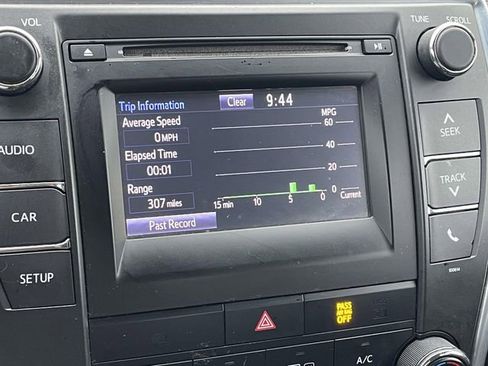 VOL
TUNE SCROLL
Trip Information Clear 9:44
Average Speed MPG
0 MPH 60
Elapsed Time 40
00:01
Range 20
307 miles 0
15 min 10 5 0 Current
Past Record
AUDIO
CAR
SETUP
SEEK
TRACK
PASS
AIR BAG
OFF
A/C